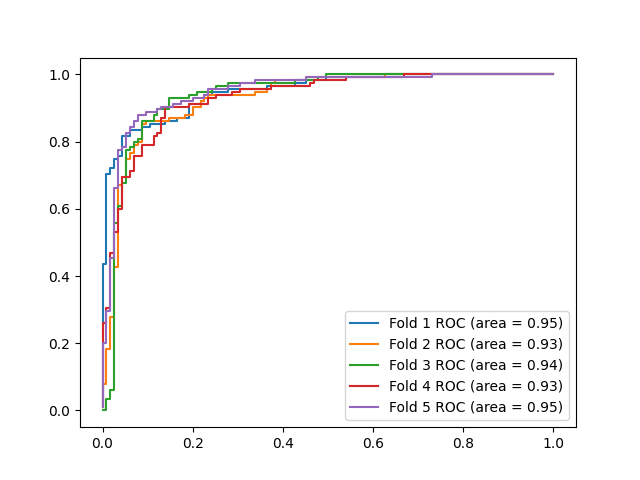 1.0
0.8
0.6
0.4
0.2
0.0
0.0 0.2 0.4 0.6 0.8 1.0
Fold 1 ROC (area = 0.95)
Fold 2 ROC (area = 0.93)
Fold 3 ROC (area = 0.94)
Fold 4 ROC (area = 0.93)
Fold 5 ROC (area = 0.95)